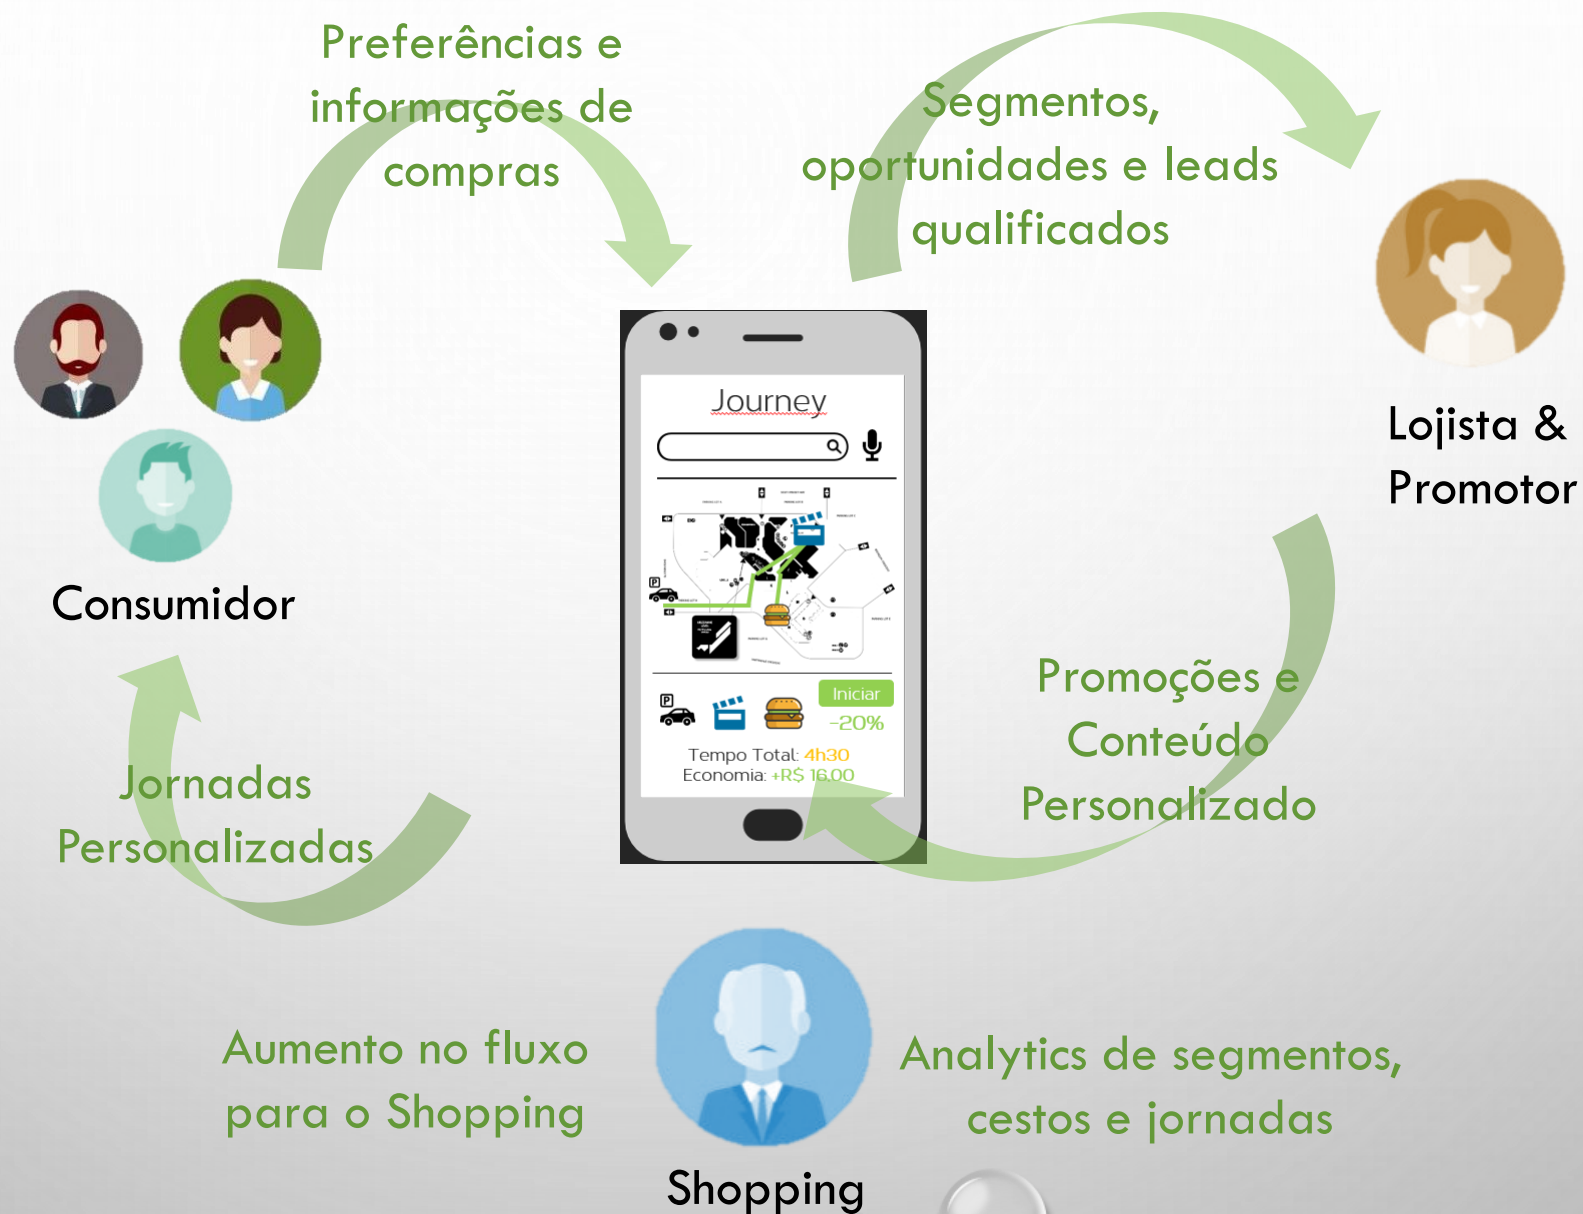 Preferências e
informações de
compras
Segmentos,
oportunidades e leads
qualificados
Consumidor
Lojista &
Promotor
Journey
P
P
Iniciar
-20%
Tempo Total: 4h30
Economia: +R$ 16,00
Jornadas
Personalizadas
Promoções e
Conteúdo
Personalizado
Aumento no fluxo
para o Shopping
Analytics de segmentos,
cestos e jornadas
Shopping